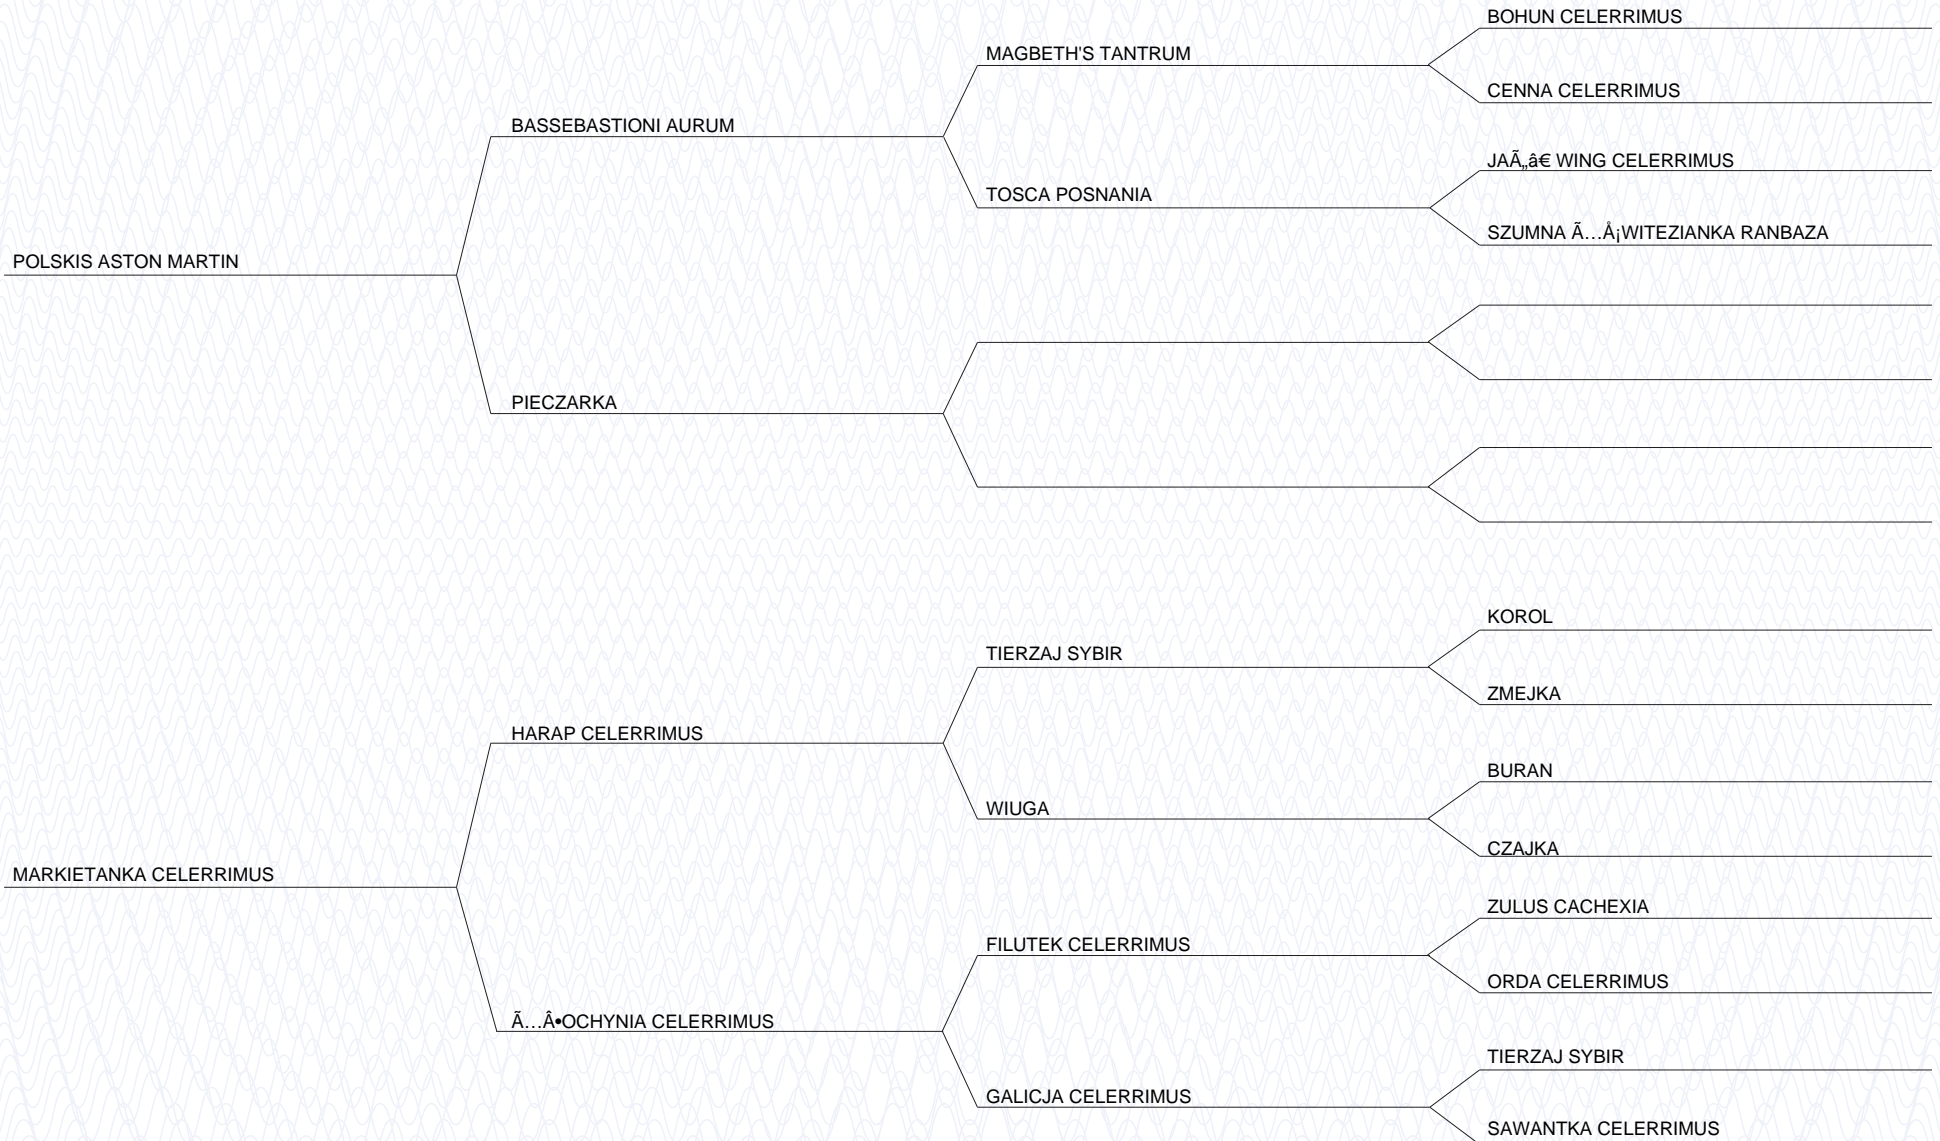 BOHUN CELERRIMUS
MAGBETH'S TANTRUM
CENNA CELERRIMUS
BASSEBASTIONI AURUM
JAÃ„â€ WING CELERRIMUS
TOSCA POSNANIA
SZUMNA Ã…Å¡WITEZIANKA RANBAZA
POLSKIS ASTON MARTIN
PIECZARKA
KOROL
TIERZAJ SYBIR
ZMEJKA
HARAP CELERRIMUS
BURAN
WIUGA
CZAJKA
MARKIETANKA CELERRIMUS
ZULUS CACHEXIA
FILUTEK CELERRIMUS
ORDA CELERRIMUS
Ã…Â•OCHYNIA CELERRIMUS
TIERZAJ SYBIR
GALICJA CELERRIMUS
SAWANTKA CELERRIMUS